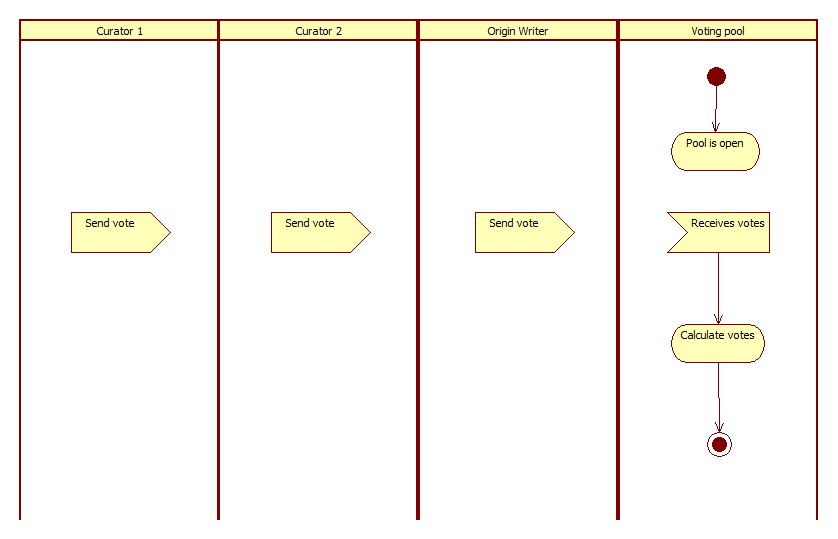 Curator 1
Curator 2
Origin Writer
Voting pool
Pool is open
Send vote
Send vote
Send vote
Receives votes
Calculate votes